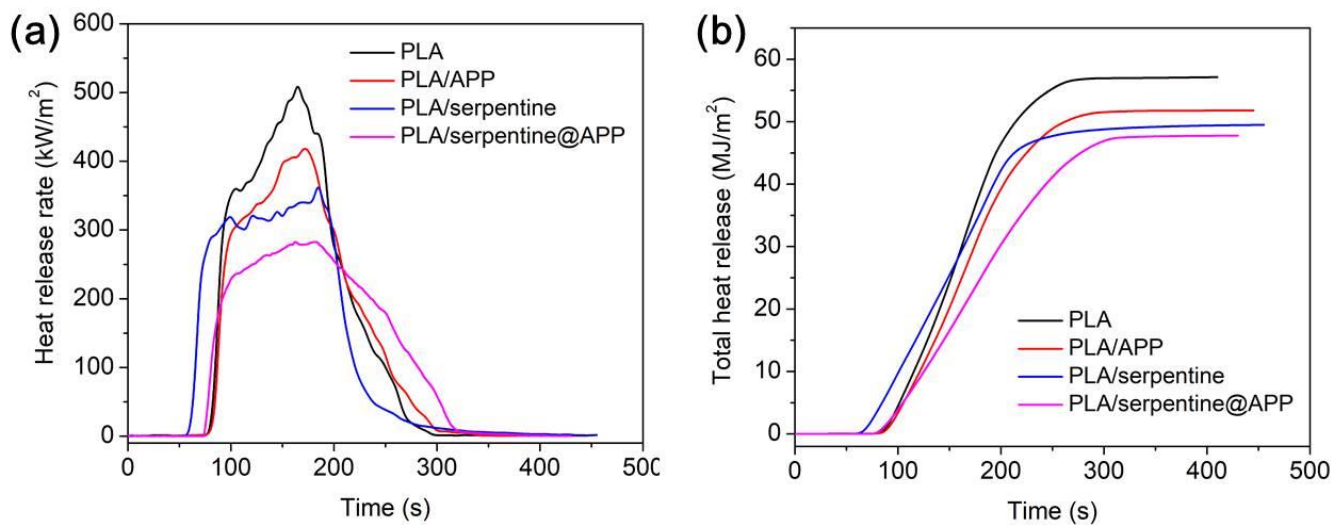 (a)
600
500
400
300
200
100
0
Heat release rate (kW/m²)
PLA
PLA/APP
PLA/serpentine
PLA/serpentine@APP
0 100 200 300 400 500
Time (s)
(b)
60
50
40
30
20
10
0
Total heat release (MJ/m²)
PLA
PLA/APP
PLA/serpentine
PLA/serpentine@APP
0 100 200 300 400 500
Time (s)